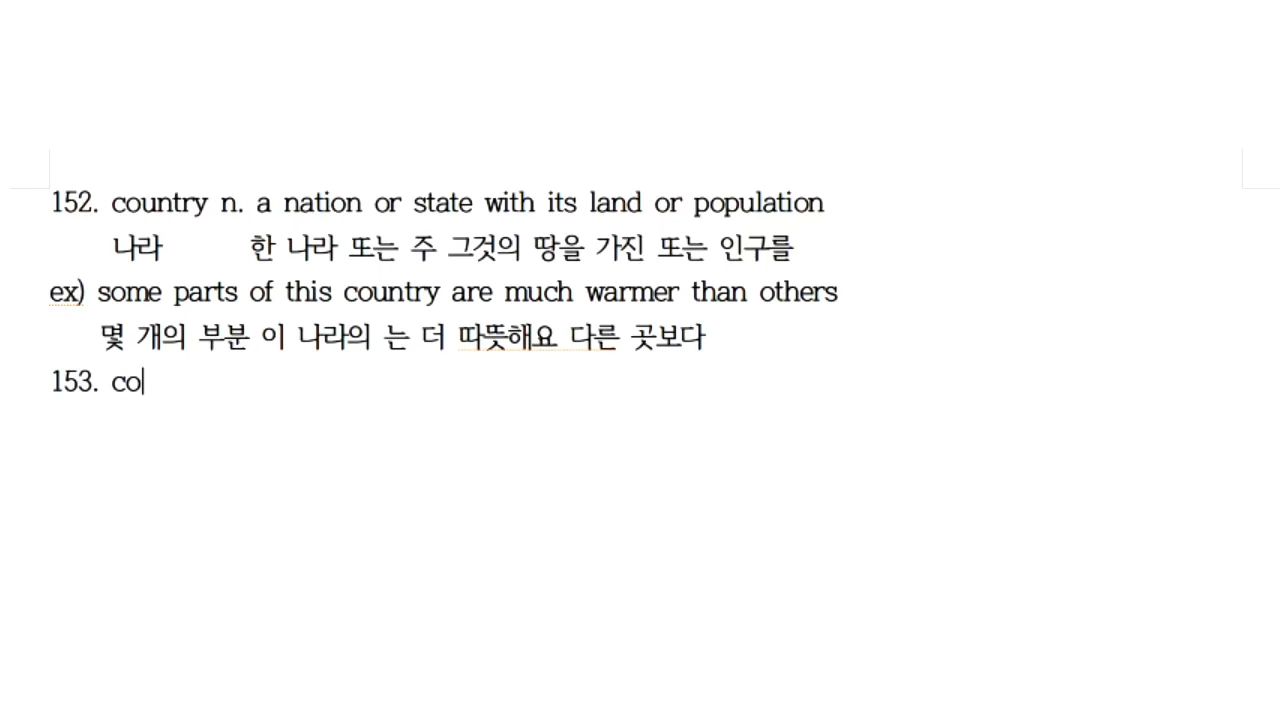 152. country n. a nation or state with its land or population
나라 한 나라 또는 주 그것의 땅을 가진 또는 인구를
ex) some parts of this country are much warmer than others
몇 개의 부분 이 나라의 는 더 따뜻해요 다른 곳보다
153. co